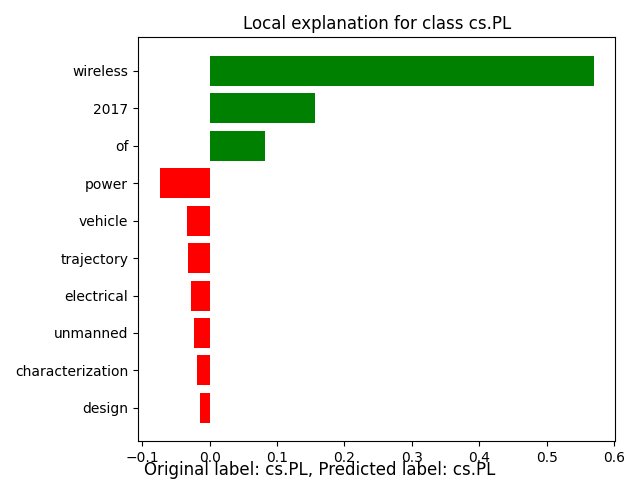 Local explanation for class cs.PL
wireless
2017
of
power
vehicle
trajectory
electrical
unmanned
characterization
design
−0.1 0.0 0.1 0.2 0.3 0.4 0.5 0.6
Original label: cs.PL, Predicted label: cs.PL